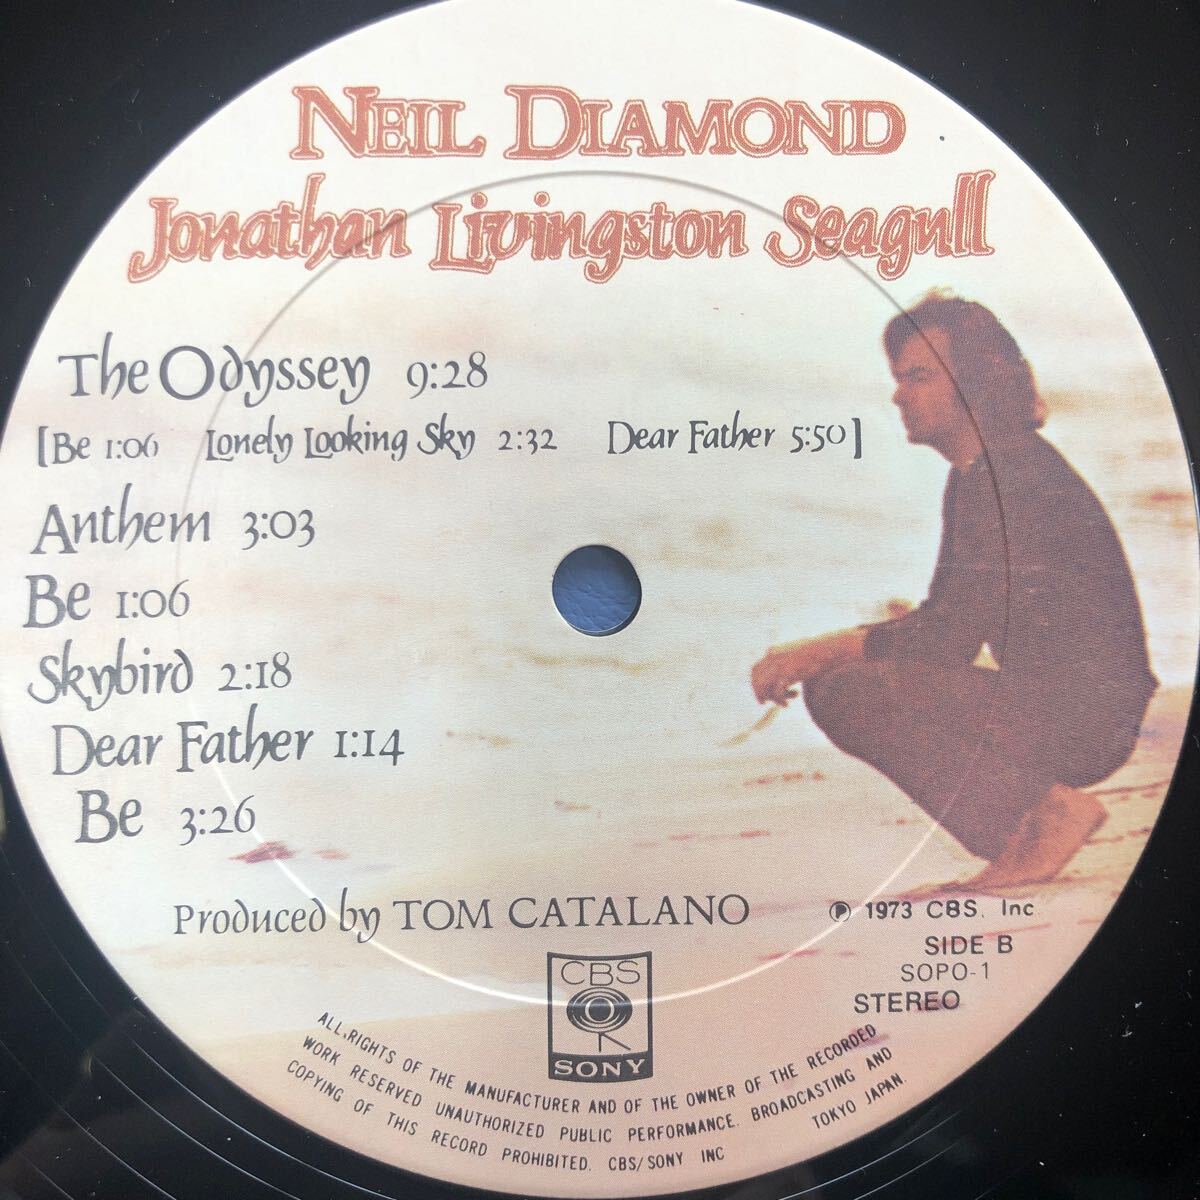 NEIL DIAMOND
Jonathan Livingston Seagull
The Odyssey 9:28
[Be 1:06 Lonely Looking Sky 2:32 Dear Father 5:50]
Anthem 3:03
Be 1:06
Skybird 2:18
Dear Father 1:14
Be 3:26
Produced by TOM CATALANO
℗ 1973 CBS. Inc
SIDE B
SOPO-1
STEREO
CBS
SONY
ALL RIGHTS OF THE MANUFACTURER AND OF THE OWNER OF THE RECORDED
WORK RESERVED UNAUTHORIZED PUBLIC PERFORMANCE. BROADCASTING AND
COPYING OF THIS RECORD PROHIBITED. CBS/SONY INC TOKYO JAPAN.